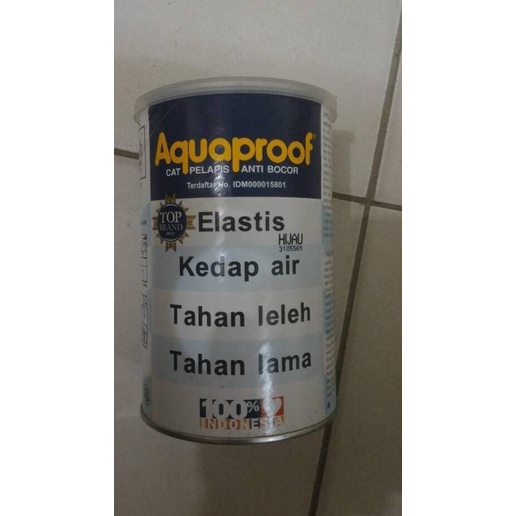 Aquaproof®
CAT PELAPIS ANTI BOCOR
Terdaftar No. IDM000015801
TOP
BRAND
Elastis
HIJAU
3105569
Kedap air
Tahan leleh
Tahan lama
100%
INDONESIA